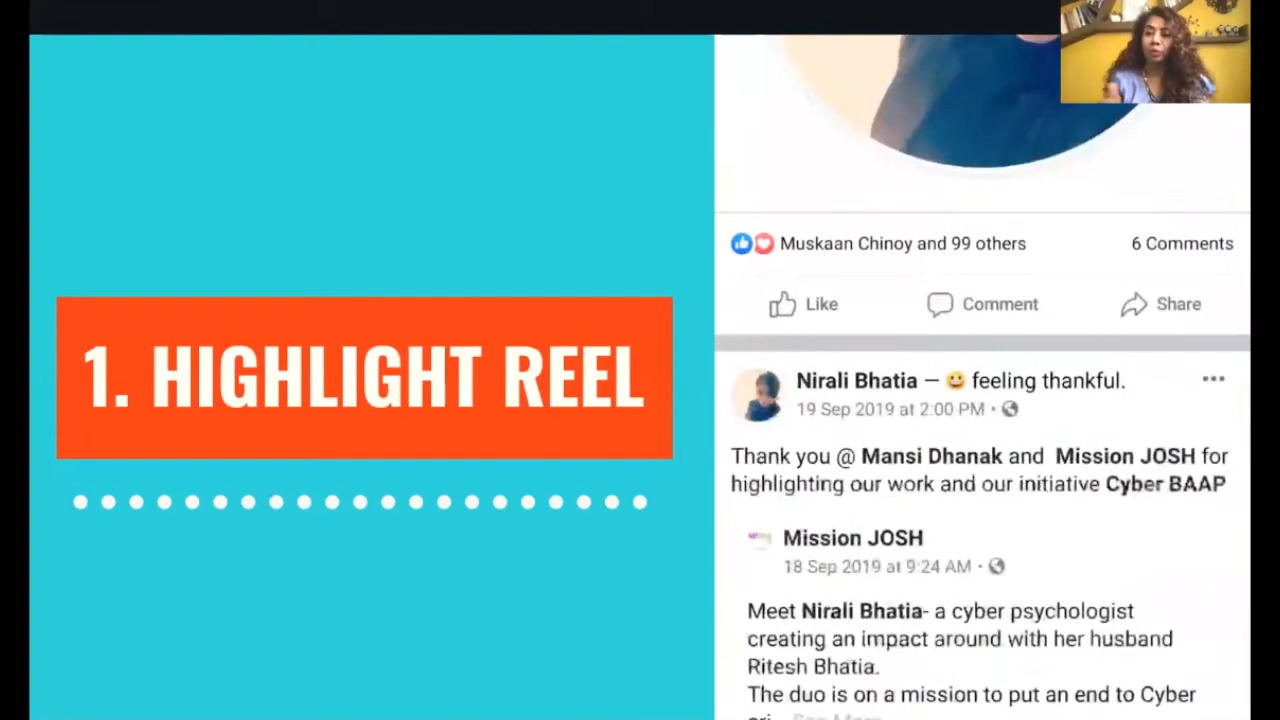 1. HIGHLIGHT REEL
Muskaan Chinoy and 99 others 6 Comments
Like Comment Share
Nirali Bhatia — 😀 feeling thankful.
19 Sep 2019 at 2:00 PM •
Thank you @ Mansi Dhanak and Mission JOSH for
highlighting our work and our initiative Cyber BAAP
Mission JOSH
18 Sep 2019 at 9:24 AM •
Meet Nirali Bhatia- a cyber psychologist
creating an impact around with her husband
Ritesh Bhatia.
The duo is on a mission to put an end to Cyber